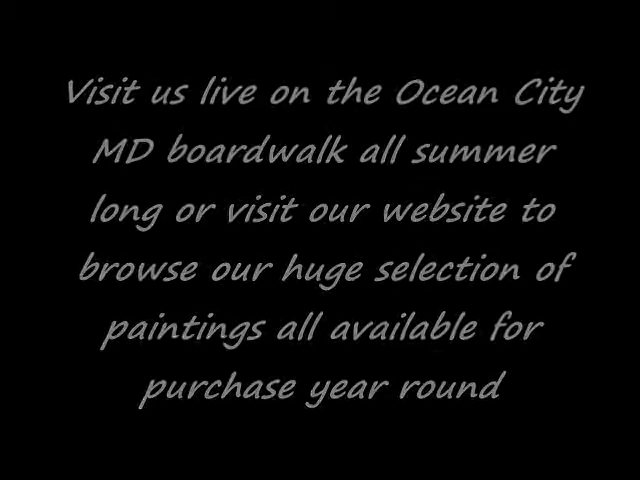 Visit us live on the Ocean City
MD boardwalk all summer
long or visit our website to
browse our huge selection of
paintings all available for
purchase year round